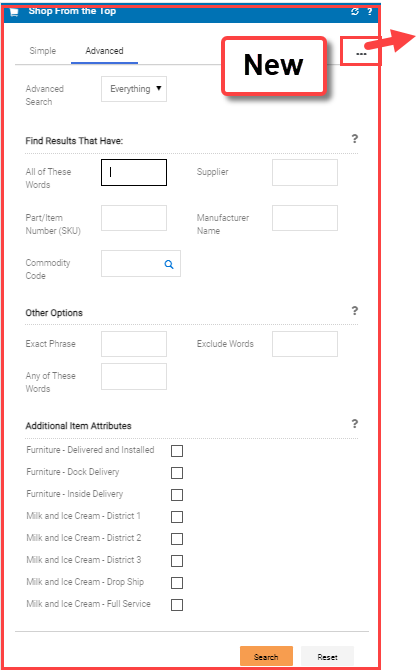 Shop From the Top ?
Simple Advanced ...
New
Advanced Search Everything
Find Results That Have: ?
All of These Words Supplier
Part/Item Number (SKU) Manufacturer Name
Commodity Code
Other Options ?
Exact Phrase Exclude Words
Any of These Words
Additional Item Attributes ?
Furniture - Delivered and Installed
Furniture - Dock Delivery
Furniture - Inside Delivery
Milk and Ice Cream - District 1
Milk and Ice Cream - District 2
Milk and Ice Cream - District 3
Milk and Ice Cream - Drop Ship
Milk and Ice Cream - Full Service
Search Reset